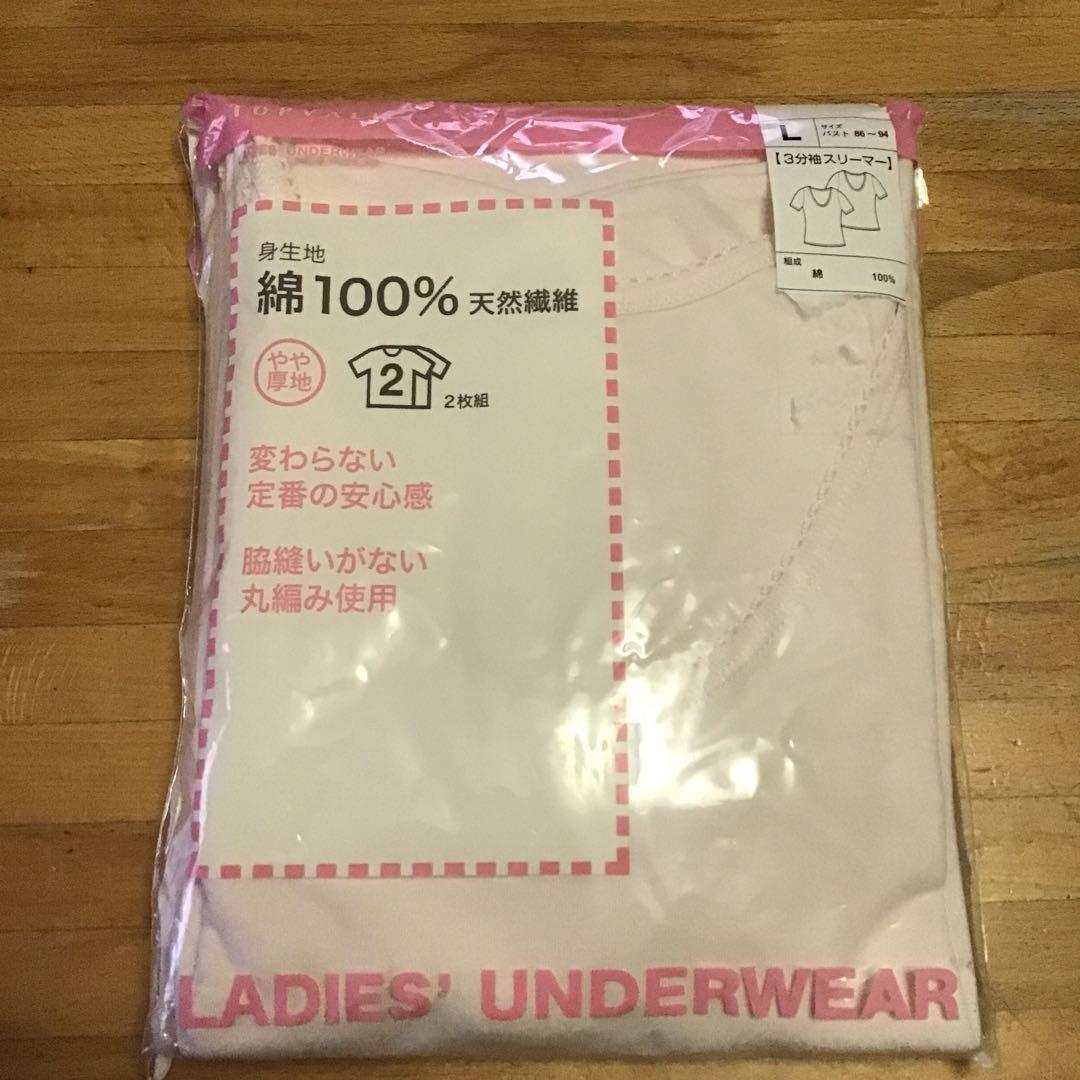 L
サイズ
バスト 86～94
【3分袖スリーマー】
組成
綿 100%
UNDERWEAR
身生地
綿100% 天然繊維
やや
厚地
2
2枚組
変わらない
定番の安心感
脇縫いがない
丸編み使用
L
LADIES' UNDERWEAR